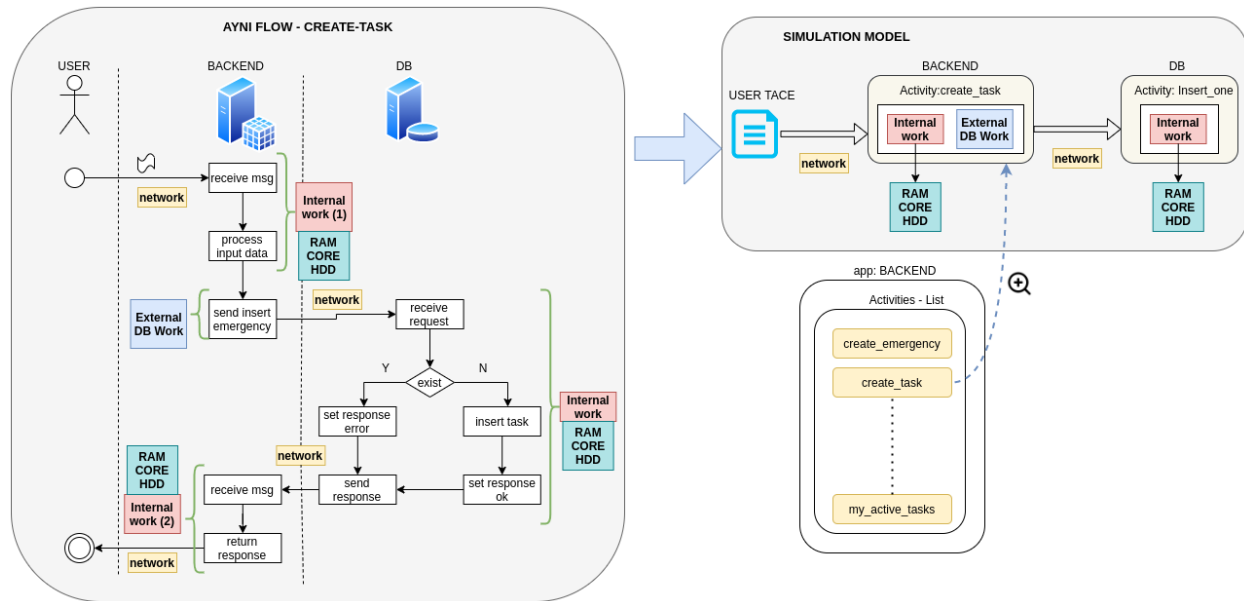 AYNI FLOW - CREATE-TASK
USER
BACKEND
DB
receive msg
network
Internal
work (1)
RAM
CORE
HDD
process
input data
External
DB Work
send insert
emergency
network
receive
request
Y
exist
N
set response
error
insert task
Internal
work
RAM
CORE
HDD
network
RAM
CORE
HDD
Internal
work (2)
receive msg
send
response
set response
ok
return
response
network
SIMULATION MODEL
BACKEND
DB
USER TACE
Activity:create_task
Activity: Insert_one
Internal
work
External
DB Work
Internal
work
network
network
RAM
CORE
HDD
RAM
CORE
HDD
app: BACKEND
Activities - List
create_emergency
create_task
my_active_tasks